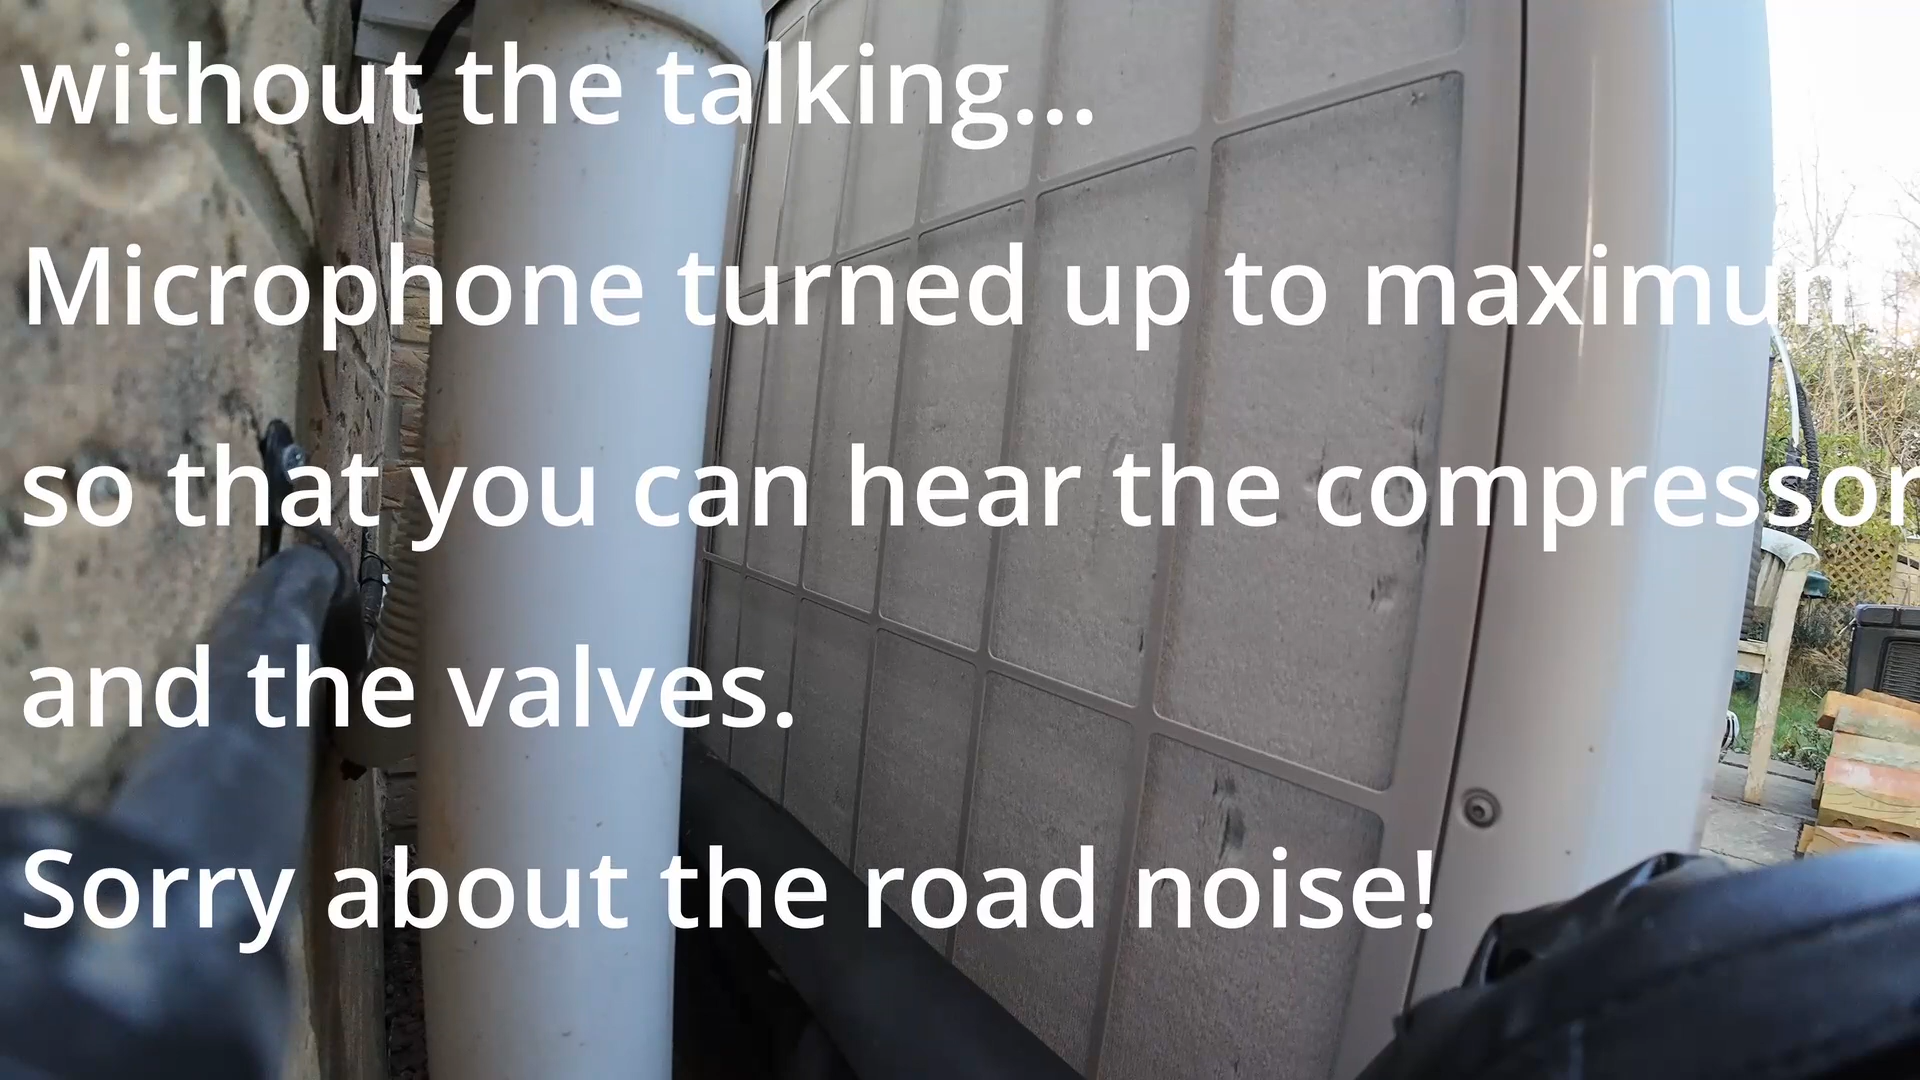 without the talking...
Microphone turned up to maximum
so that you can hear the compressor
and the valves.
Sorry about the road noise!